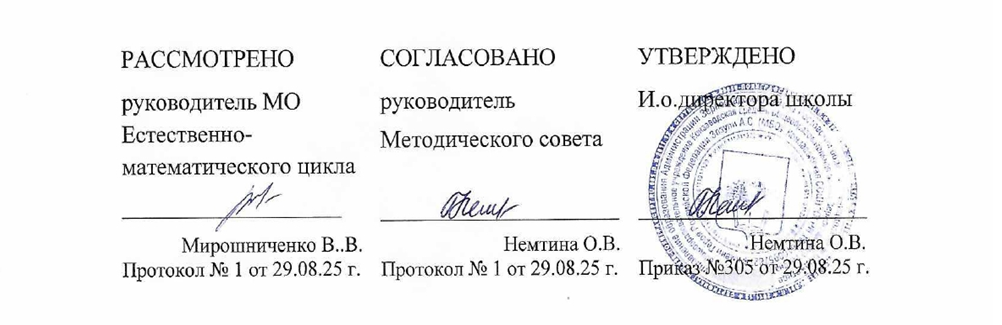 РАССМОТРЕНО
руководитель МО
Естественно-
математического цикла
Мирошниченко В..В.
Протокол № 1 от 29.08.25 г.
СОГЛАСОВАНО
руководитель
Методического совета
Немтина О.В.
Протокол № 1 от 29.08.25 г.
УТВЕРЖДЕНО
И.о.директора школы
Немтина О.В.
Приказ №305 от 29.08.25 г.